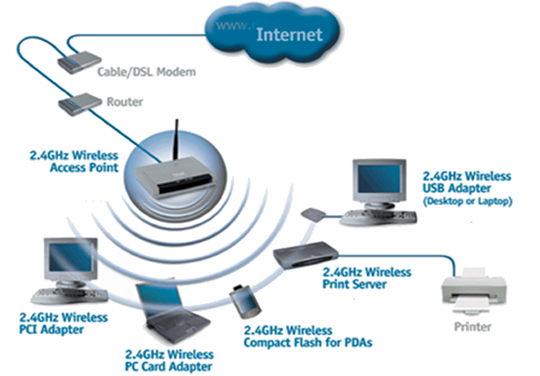 www.
Internet
Cable/DSL Modem
Router
2.4GHz Wireless
Access Point
2.4GHz Wireless
USB Adapter
(Desktop or Laptop)
2.4GHz Wireless
Print Server
Printer
2.4GHz Wireless
PCI Adapter
2.4GHz Wireless
PC Card Adapter
2.4GHz Wireless
Compact Flash for PDAs